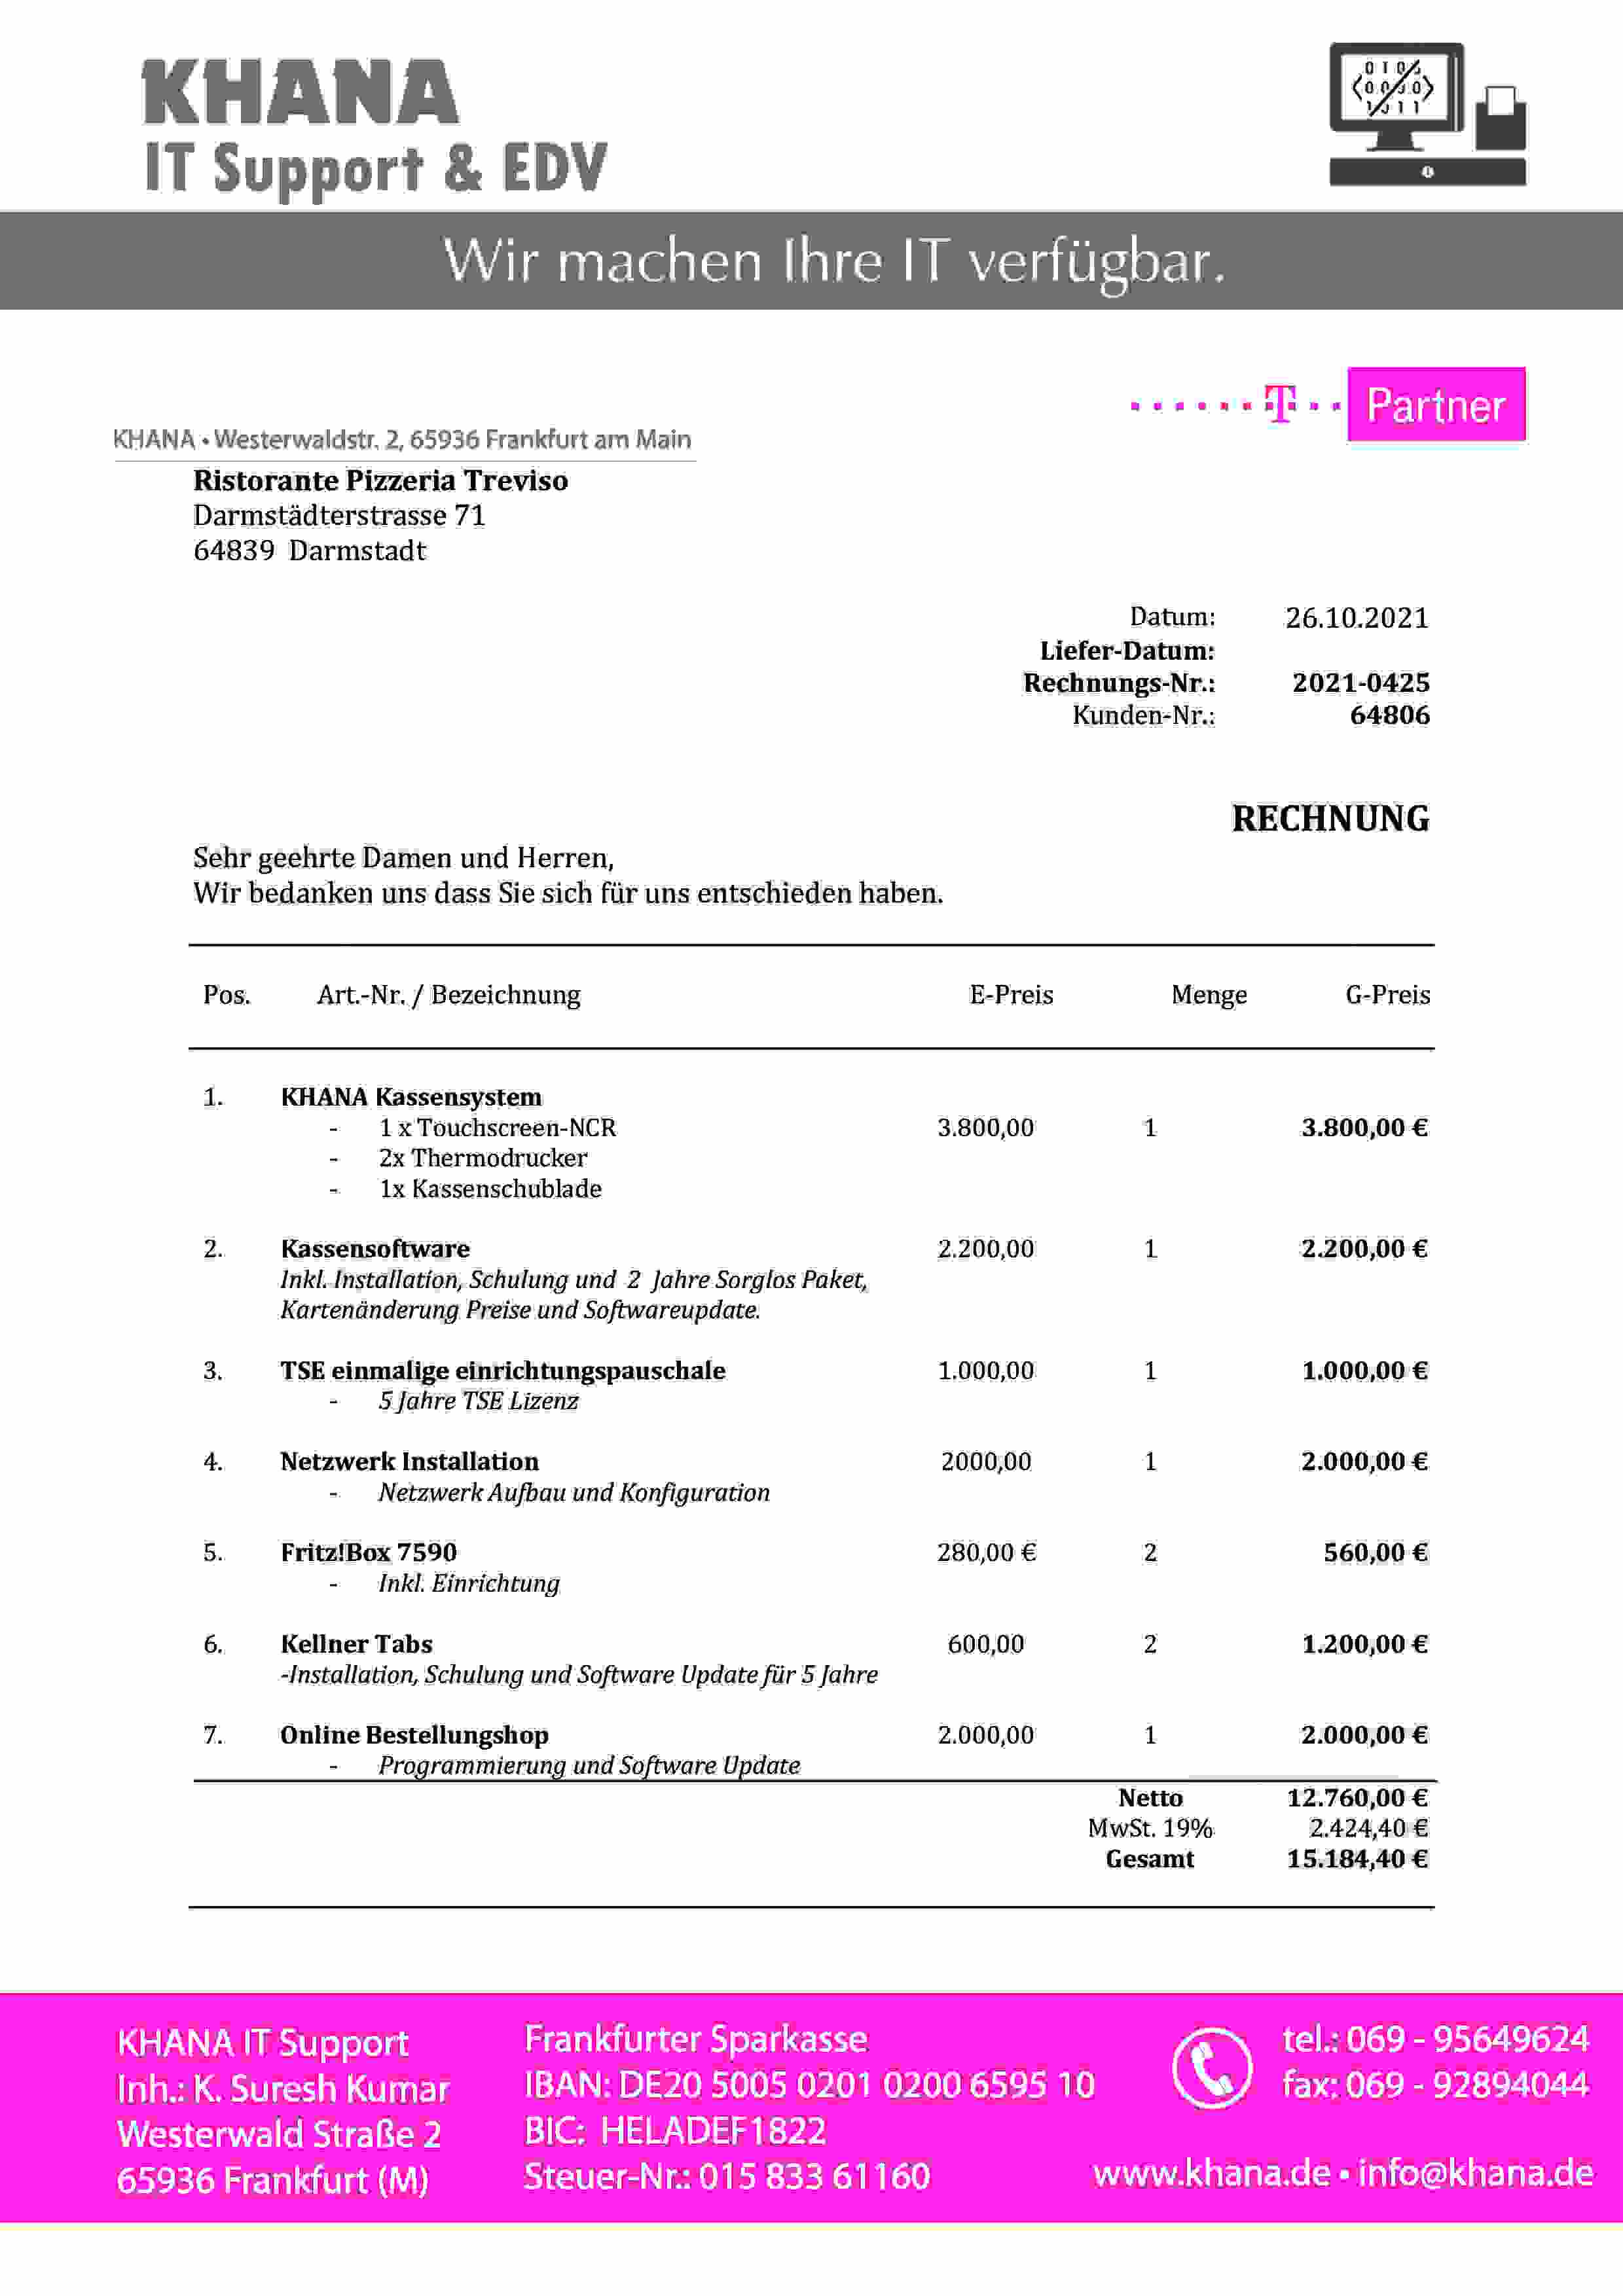 KHANA
IT Support & EDV
Wir machen Ihre IT verfügbar.
T Partner
KHANA • Westerwaldstr. 2, 65936 Frankfurt am Main
Ristorante Pizzeria Treviso
Darmstädterstrasse 71
64839 Darmstadt
Datum: 26.10.2021
Liefer-Datum:
Rechnungs-Nr.: 2021-0425
Kunden-Nr.: 64806
RECHNUNG
Sehr geehrte Damen und Herren,
Wir bedanken uns dass Sie sich für uns entschieden haben.
Pos. Art.-Nr. / Bezeichnung E-Preis Menge G-Preis
1. KHANA Kassensystem
- 1 x Touchscreen-NCR 3.800,00 1 3.800,00 €
- 2x Thermodrucker
- 1x Kassenschublade
2. Kassensoftware 2.200,00 1 2.200,00 €
Inkl. Installation, Schulung und 2 Jahre Sorglos Paket,
Kartenänderung Preise und Softwareupdate.
3. TSE einmalige einrichtungspauschale 1.000,00 1 1.000,00 €
- 5 Jahre TSE Lizenz
4. Netzwerk Installation 2000,00 1 2.000,00 €
- Netzwerk Aufbau und Konfiguration
5. Fritz!Box 7590 280,00 € 2 560,00 €
- Inkl. Einrichtung
6. Kellner Tabs 600,00 2 1.200,00 €
-Installation, Schulung und Software Update für 5 Jahre
7. Online Bestellungshop 2.000,00 1 2.000,00 €
- Programmierung und Software Update
Netto 12.760,00 €
MwSt. 19% 2.424,40 €
Gesamt 15.184,40 €
KHANA IT Support
Inh.: K. Suresh Kumar
Westerwald Straße 2
65936 Frankfurt (M)
Frankfurter Sparkasse
IBAN: DE20 5005 0201 0200 6595 10
BIC: HELADEF1822
Steuer-Nr.: 015 833 61160
tel.: 069 - 95649624
fax: 069 - 92894044
www.khana.de • info@khana.de